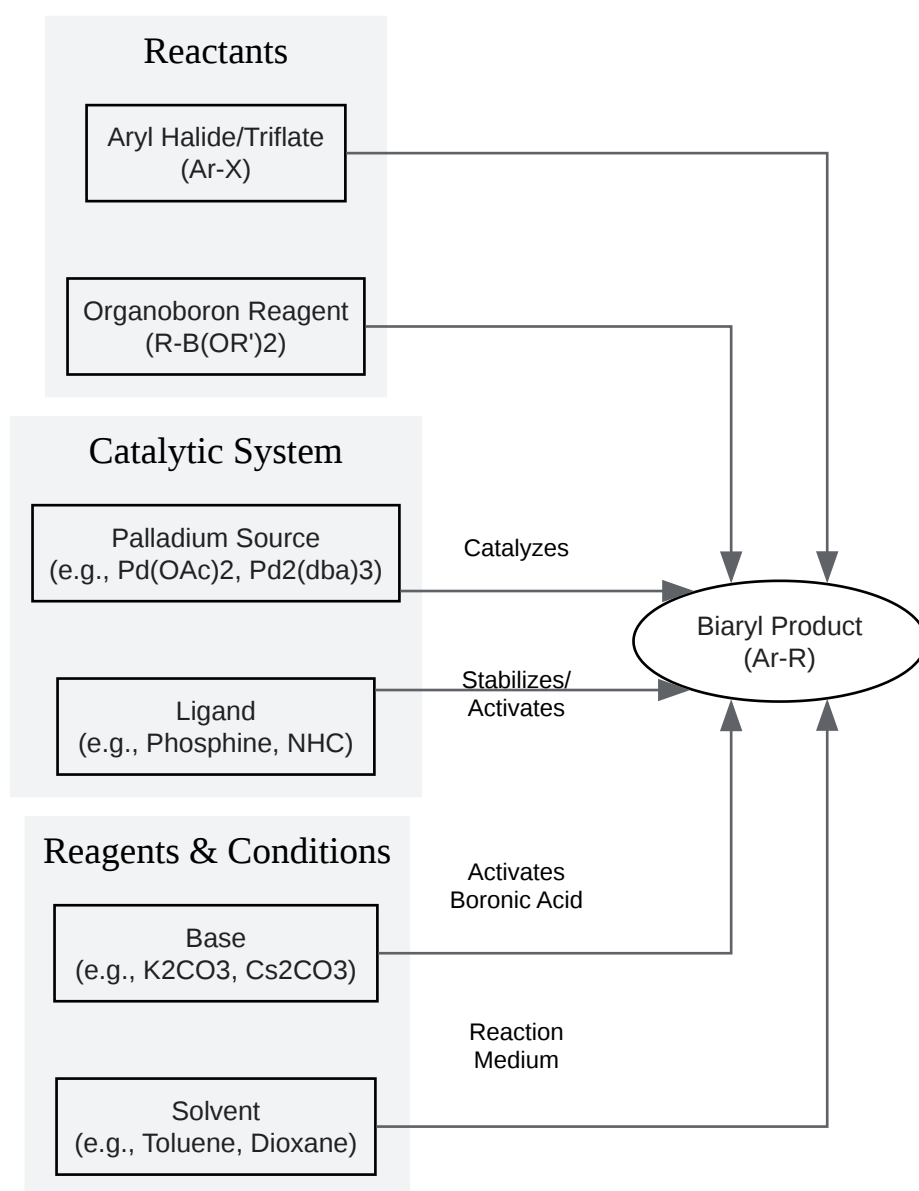 Reactants
Aryl Halide/Triflate
(Ar-X)
Organoboron Reagent
(R-B(OR')2)
Catalytic System
Palladium Source
(e.g., Pd(OAc)2, Pd2(dba)3)
Catalyzes
Biaryl Product
(Ar-R)
Ligand
(e.g., Phosphine, NHC)
Stabilizes/
Activates
Reagents & Conditions
Base
(e.g., K2CO3, Cs2CO3)
Activates
Boronic Acid
Solvent
(e.g., Toluene, Dioxane)
Reaction
Medium